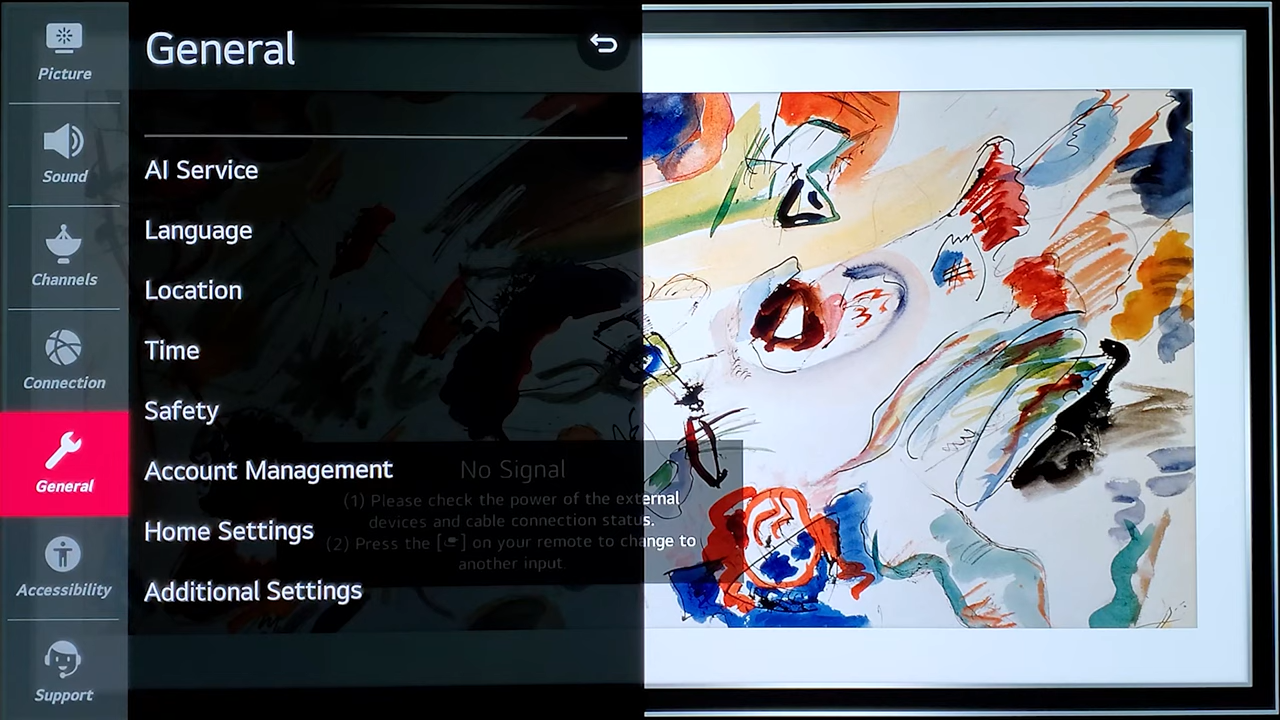 Picture
Sound
Channels
Connection
General
Accessibility
Support
General
AI Service
Language
Location
Time
Safety
Account Management
Home Settings
Additional Settings
No Signal
(1) Please check the power of the external
devices and cable connection status.
(2) Press the [ ] on your remote to change to
another input.